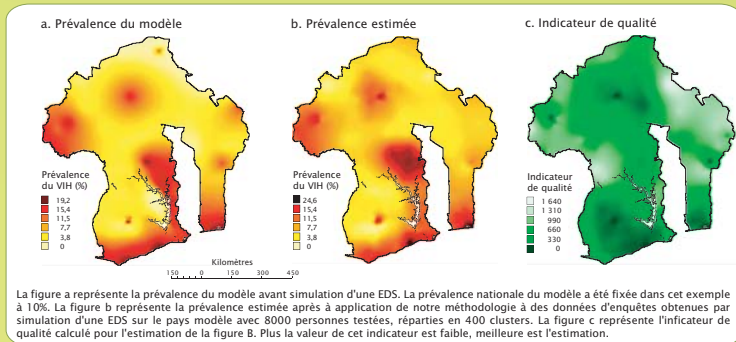 a. Prévalence du modèle
b. Prévalence estimée
c. Indicateur de qualité
Prévalence
du VIH (%)
19,2
15,4
11,5
7,7
3,8
0
Prévalence
du VIH (%)
24,6
15,4
11,5
7,7
3,8
0
Indicateur
de qualité
1 640
1 310
990
660
330
0
Kilomètres
150 0 150 300 450
La figure a représente la prévalence du modèle avant simulation d'une EDS. La prévalence nationale du modèle a été fixée dans cet exemple
à 10%. La figure b représente la prévalence estimée après à application de notre méthodologie à des données d'enquêtes obtenues par
simulation d'une EDS sur le pays modèle avec 8000 personnes testées, réparties en 400 clusters. La figure c représente l'inficateur de
qualité calculé pour l'estimation de la figure B. Plus la valeur de cet indicateur est faible, meilleure est l'estimation.